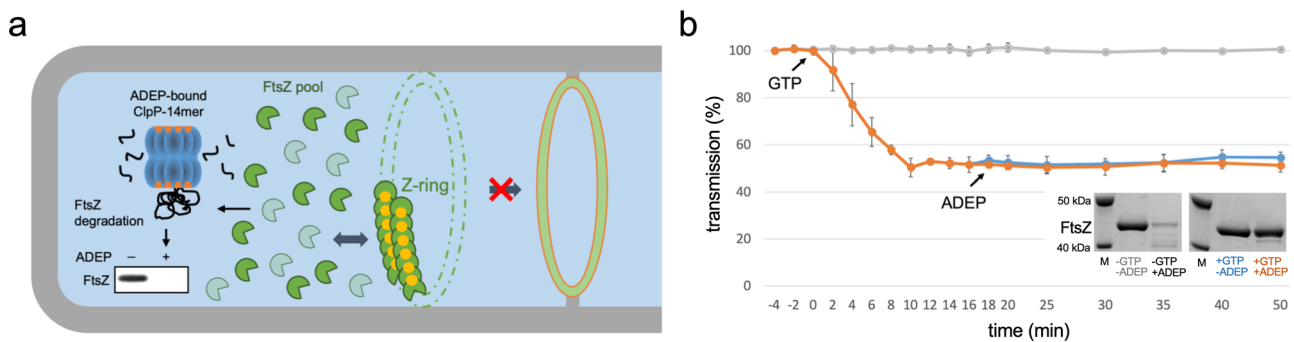 a
ADEP-bound
ClpP-14mer
FtsZ pool
Z-ring
FtsZ
degradation
ADEP − +
FtsZ
b
transmission (%)
100
80
60
40
20
0
GTP
ADEP
50 kDa
FtsZ
40 kDa
M -GTP -GTP M +GTP +GTP
-ADEP +ADEP -ADEP +ADEP
-4 -2 0 2 4 6 8 10 12 14 16 18 20 25 30 35 40 50
time (min)